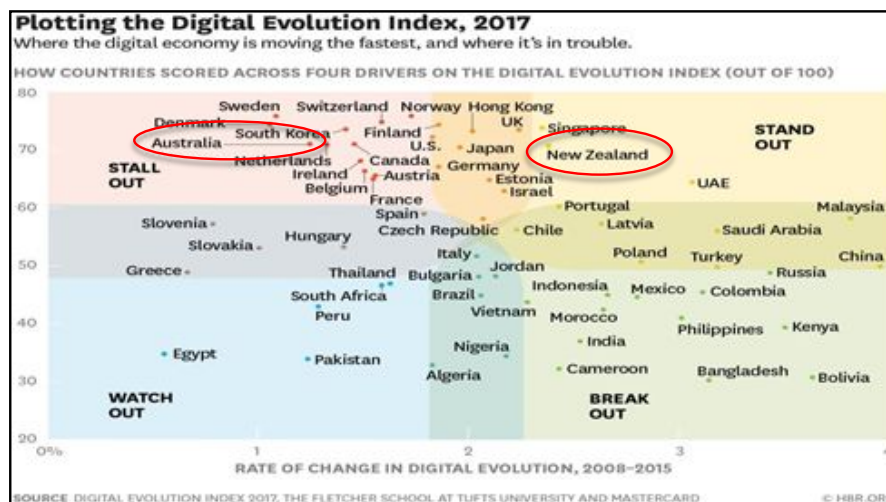 Plotting the Digital Evolution Index, 2017
Where the digital economy is moving the fastest, and where it's in trouble.
HOW COUNTRIES SCORED ACROSS FOUR DRIVERS ON THE DIGITAL EVOLUTION INDEX (OUT OF 100)
80
Sweden Switzerland Norway Hong Kong
Denmark South Korea Finland UK Singapore
70 Australia U.S. Japan New Zealand STAND OUT
Netherlands Canada Germany
STALL OUT
Ireland Austria Estonia UAE
Belgium Israel
France
60 Spain Portugal Malaysia
Slovenia Czech Republic Chile Latvia Saudi Arabia
Slovakia Hungary Italy Poland Turkey China
50 Greece Thailand Bulgaria Jordan Russia
South Africa Brazil Indonesia Mexico Colombia
Peru Vietnam Morocco
40 Philippines Kenya
Egypt Pakistan Nigeria India
Algeria Cameroon Bangladesh Bolivia
30
WATCH OUT
BREAK OUT
20
0% 1 2 3 4
RATE OF CHANGE IN DIGITAL EVOLUTION, 2008–2015
SOURCE DIGITAL EVOLUTION INDEX 2017, THE FLETCHER SCHOOL AT TUFTS UNIVERSITY AND MASTERCARD © HBR.ORG